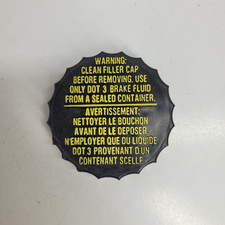 WARNING:
CLEAN FILLER CAP
BEFORE REMOVING. USE
ONLY DOT 3 BRAKE FLUID
FROM A SEALED CONTAINER.
AVERTISSEMENT:
NETTOYER LE BOUCHON
AVANT DE LE DEPOSER.
N'EMPLOYER QUE DU LIQUIDE
DOT 3 PROVENANT D'UN
CONTENANT SCELLE